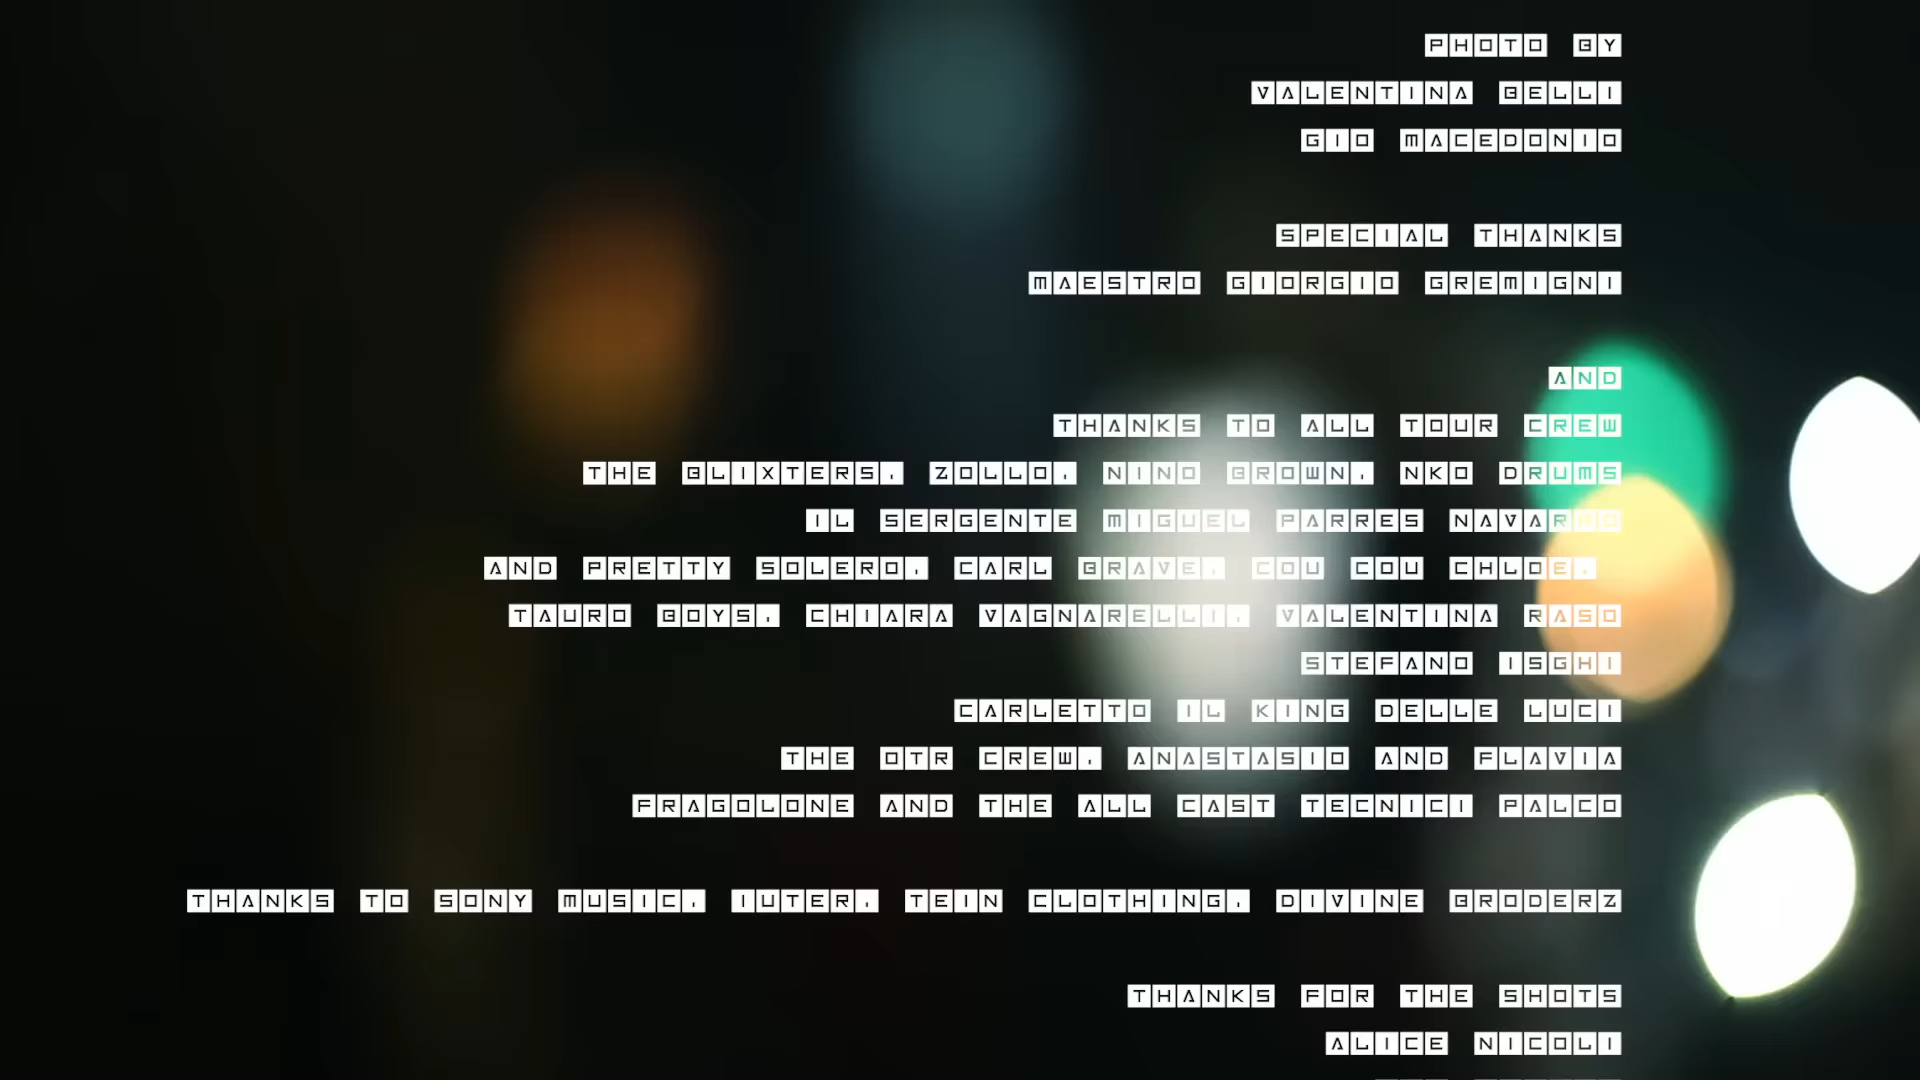 PHOTO BY
VALENTINA BELLI
GIO MACEDONIO
SPECIAL THANKS
MAESTRO GIORGIO GREMIGNI
AND
THANKS TO ALL TOUR CREW
THE BLIXTERS, ZOLLO, NINO BROWN, NKO DRUMS
IL SERGENTE MIGUEL PARRES NAVARRO
AND PRETTY SOLERO, CARL BRAVE, COU COU CHLOE,
TAURO BOYS, CHIARA VAGNARELLI, VALENTINA RASO
STEFANO ISGHI
CARLETTO IL KING DELLE LUCI
THE OTR CREW, ANASTASIO AND FLAVIA
FRAGOLONE AND THE ALL CAST TECNICI PALCO
THANKS TO SONY MUSIC, IUTER, TEIN CLOTHING, DIVINE BRODERZ
THANKS FOR THE SHOTS
ALICE NICOLI